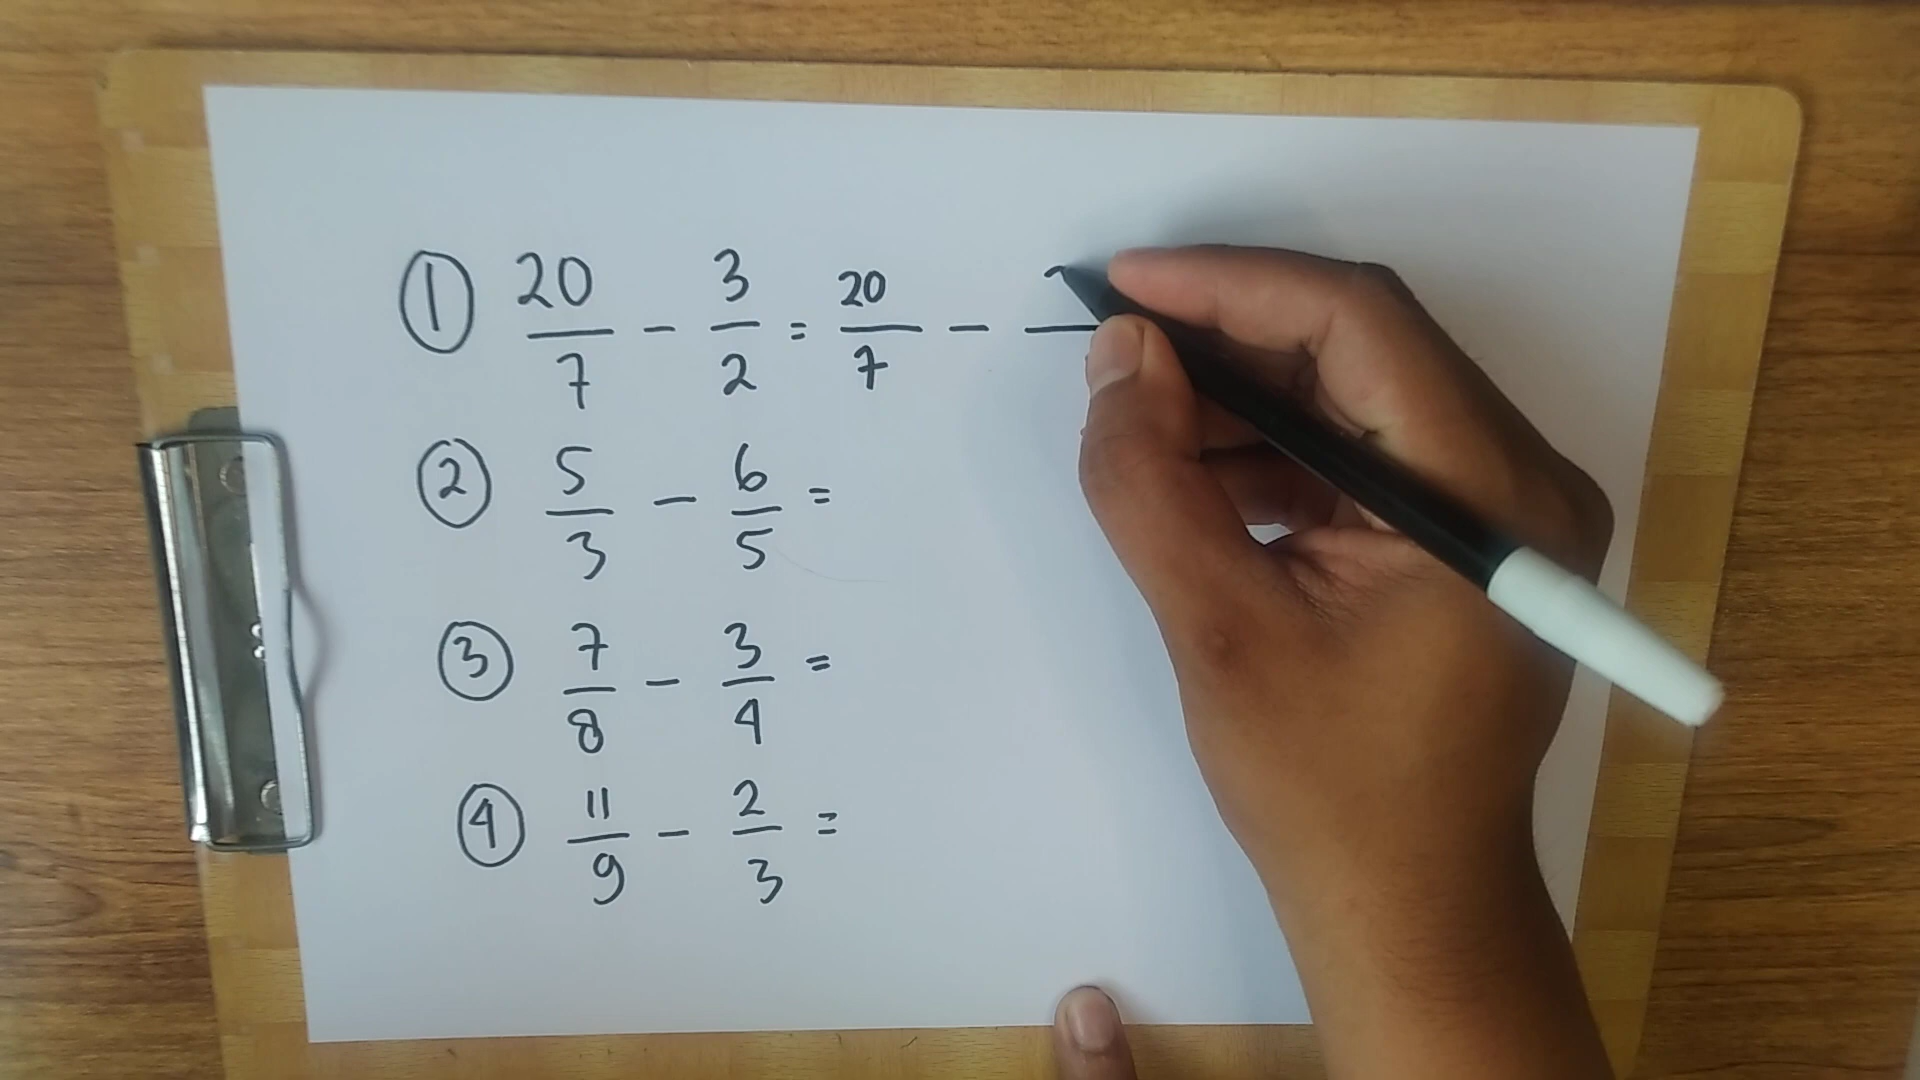 ① 20/7 - 3/2 = 20/7 -
② 5/3 - 6/5 =
③ 7/8 - 3/4 =
④ 11/9 - 2/3 =